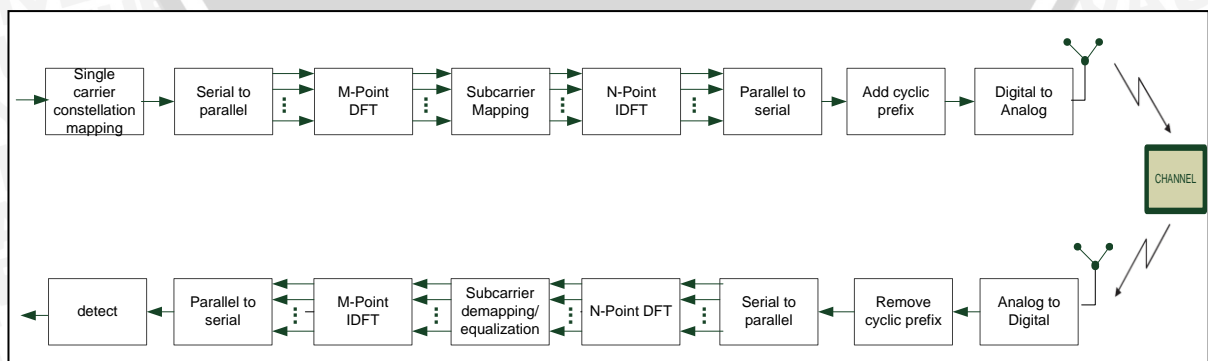 Single
carrier
constellation
mapping
Serial to
parallel
M-Point
DFT
Subcarrier
Mapping
N-Point
IDFT
Parallel to
serial
Add cyclic
prefix
Digital to
Analog
CHANNEL
detect
Parallel to
serial
M-Point
IDFT
Subcarrier
demapping/
equalization
N-Point DFT
Serial to
parallel
Remove
cyclic prefix
Analog to
Digital